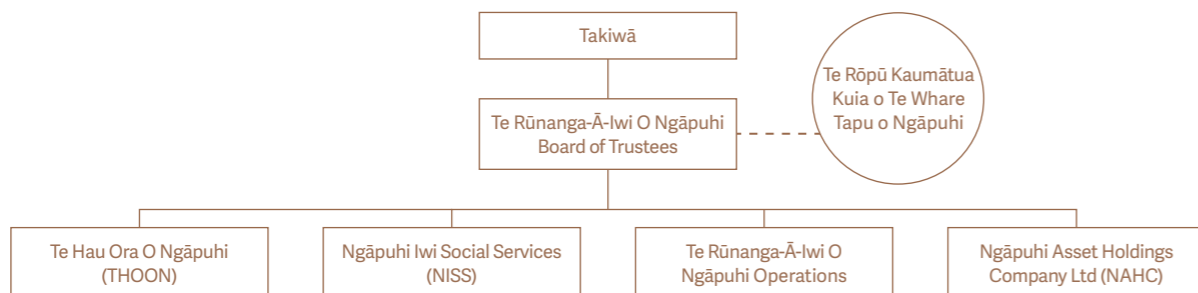 Takiwā
Te Rōpū Kaumātua
Kuia o Te Whare
Tapu o Ngāpuhi
Te Rūnanga-Ā-Iwi O Ngāpuhi
Board of Trustees
Te Hau Ora O Ngāpuhi
(THOON)
Ngāpuhi Iwi Social Services
(NISS)
Te Rūnanga-Ā-Iwi O
Ngāpuhi Operations
Ngāpuhi Asset Holdings
Company Ltd (NAHC)